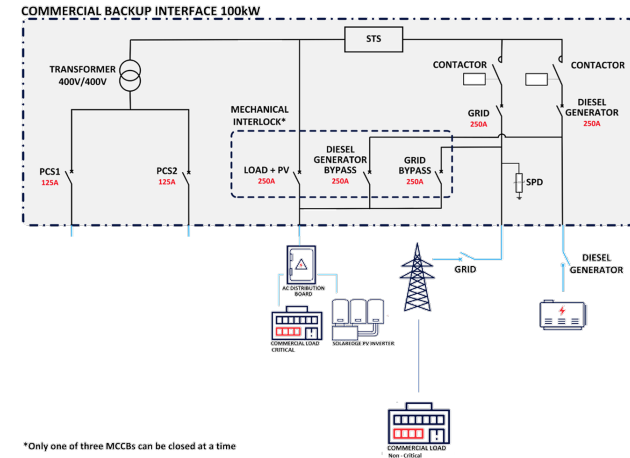 COMMERCIAL BACKUP INTERFACE 100kW
STS
TRANSFORMER
400V/400V
CONTACTOR
CONTACTOR
MECHANICAL
INTERLOCK*
GRID
250A
DIESEL
GENERATOR
250A
PCS1
125A
PCS2
125A
LOAD + PV
250A
DIESEL
GENERATOR
BYPASS
250A
GRID
BYPASS
250A
SPD
AC DISTRIBUTION
BOARD
GRID
DIESEL
GENERATOR
COMMERCIAL LOAD
CRITICAL
SOLAREDGE PV INVERTER
COMMERCIAL LOAD
Non - Critical
*Only one of three MCCBs can be closed at a time